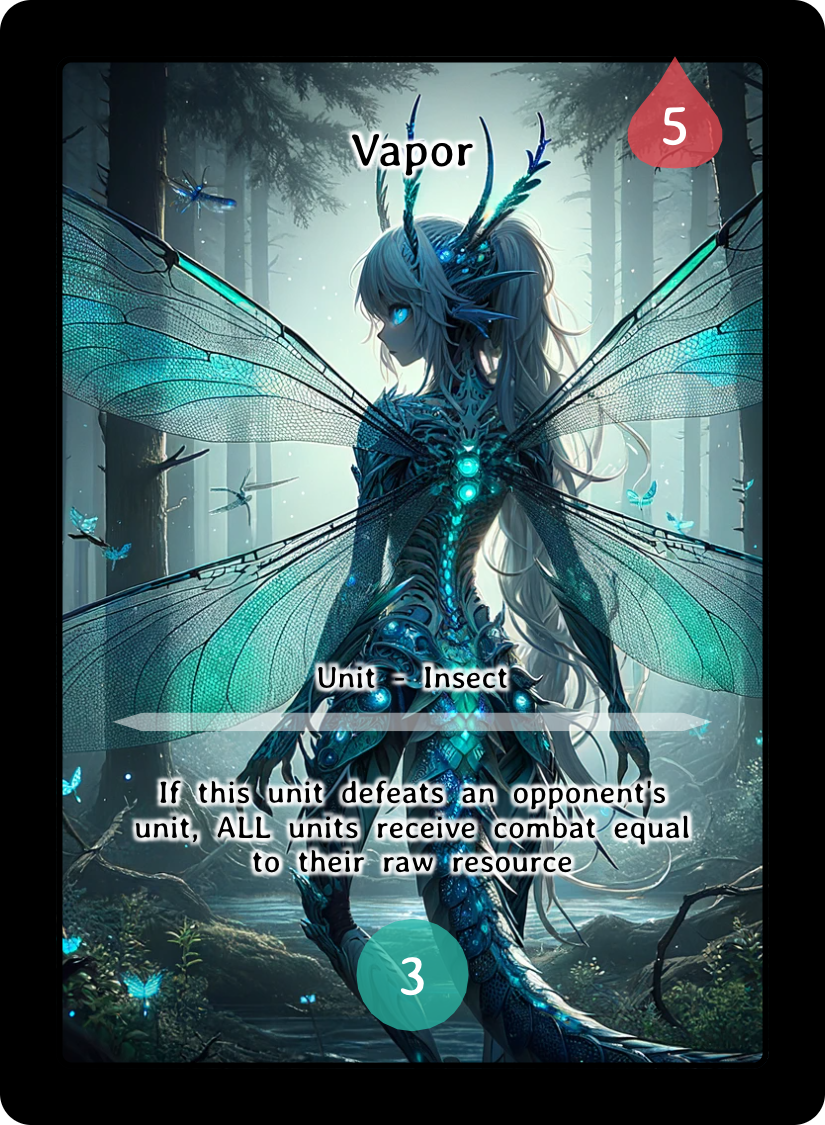 5
Vapor
Unit - Insect
If this unit defeats an opponent's
unit, ALL units receive combat equal
to their raw resource
3